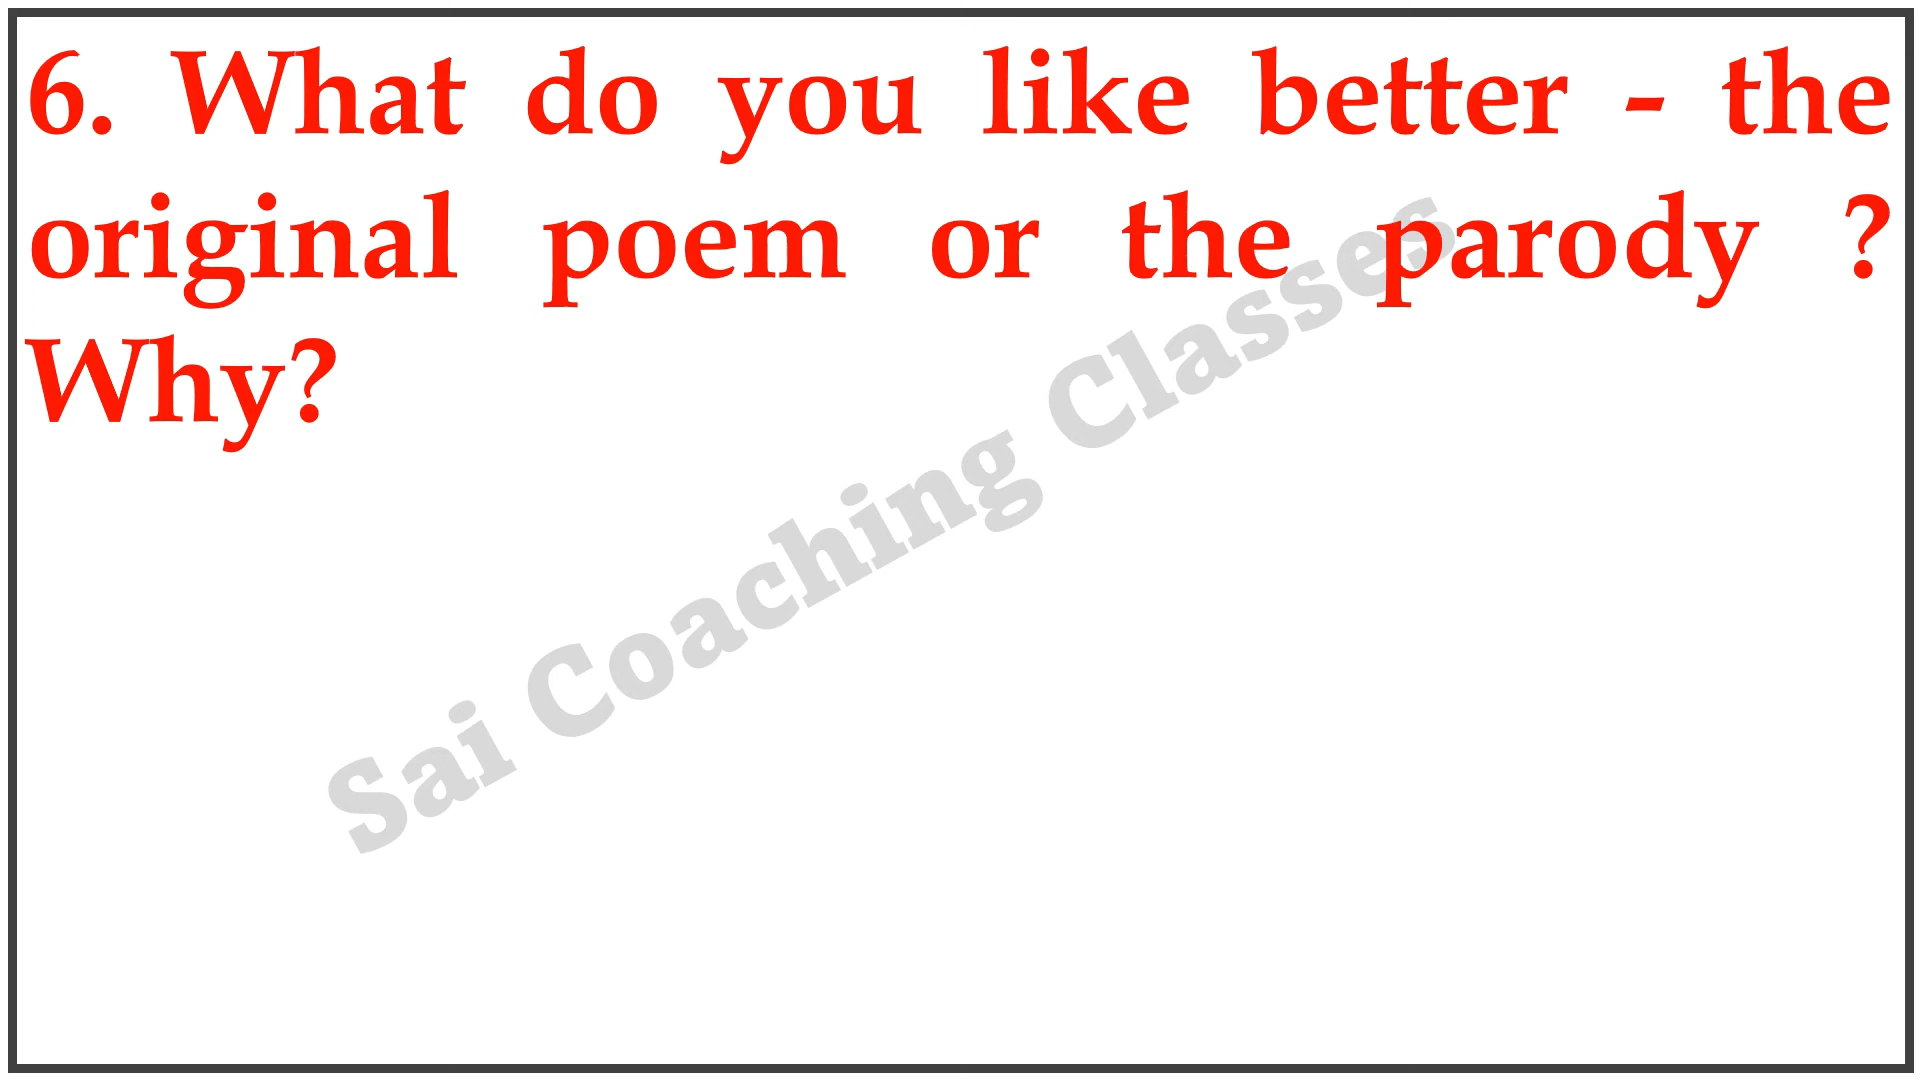 6. What do you like better - the
original poem or the parody ?
Why?
Sai Coaching Classes